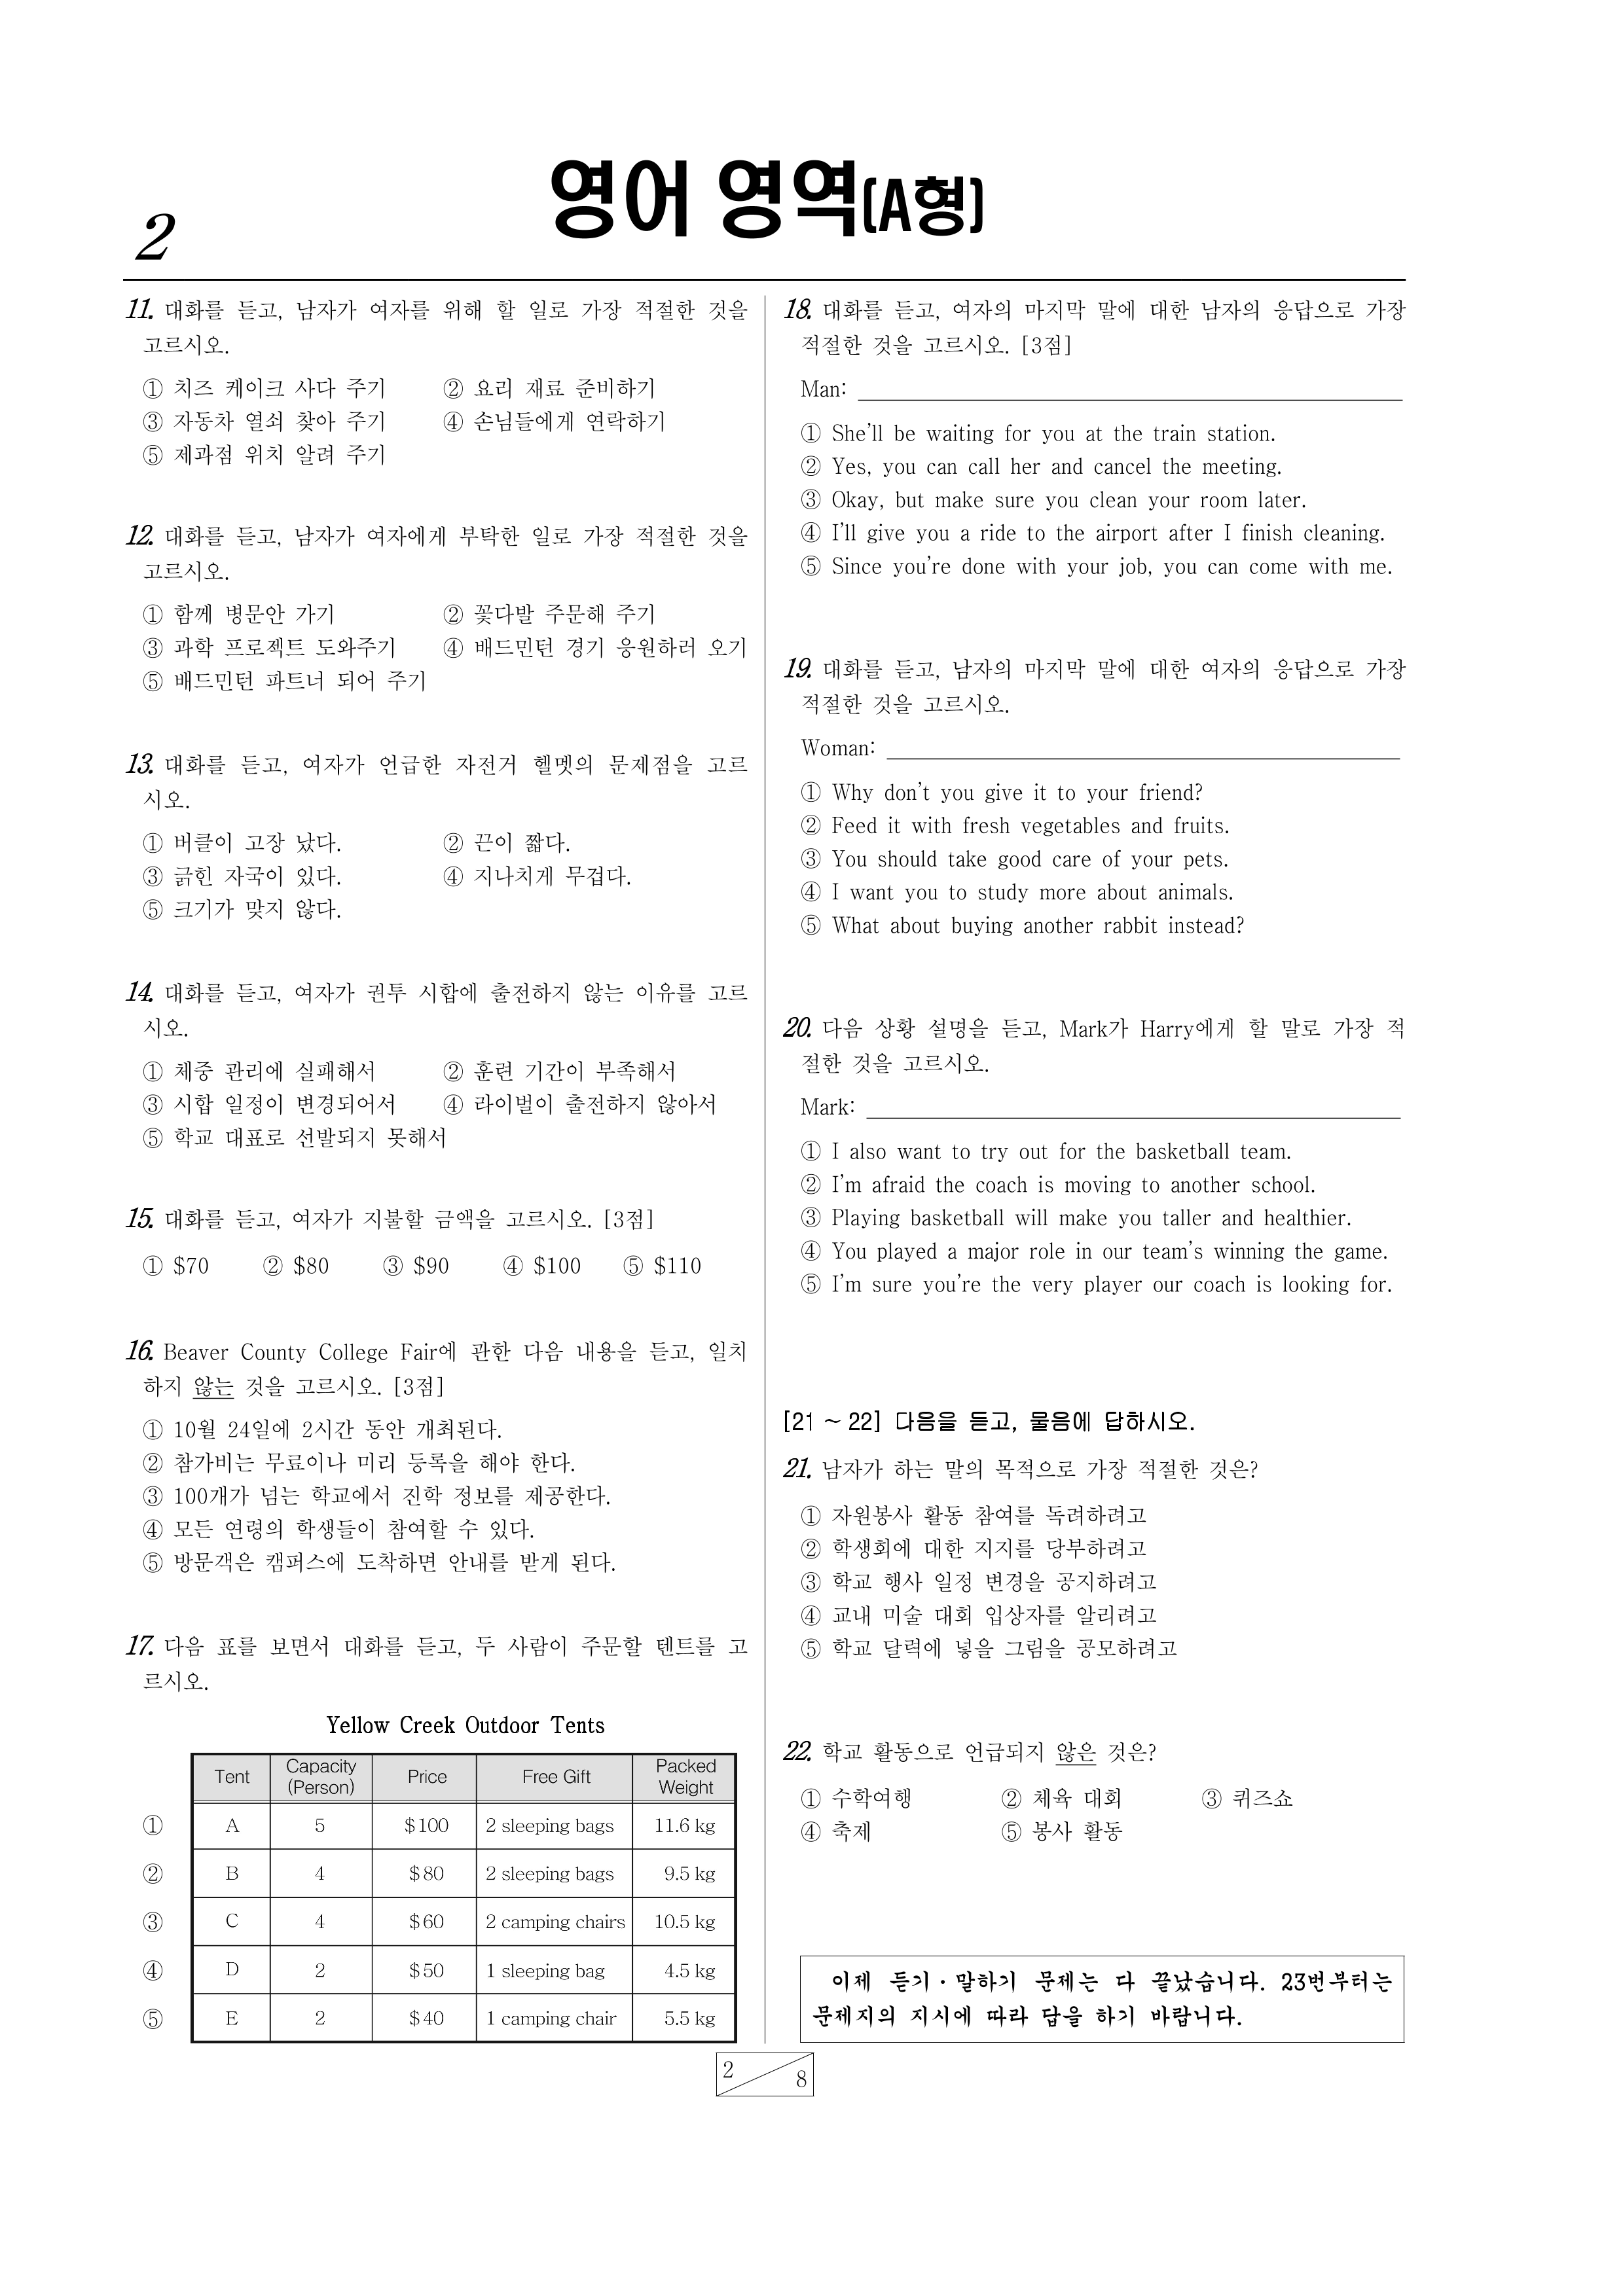 2
영어 영역(A형)
11. 대화를 듣고, 남자가 여자를 위해 할 일로 가장 적절한 것을
고르시오.
① 치즈 케이크 사다 주기 ② 요리 재료 준비하기
③ 자동차 열쇠 찾아 주기 ④ 손님들에게 연락하기
⑤ 제과점 위치 알려 주기
12. 대화를 듣고, 남자가 여자에게 부탁한 일로 가장 적절한 것을
고르시오.
① 함께 병문안 가기 ② 꽃다발 주문해 주기
③ 과학 프로젝트 도와주기 ④ 배드민턴 경기 응원하러 오기
⑤ 배드민턴 파트너 되어 주기
13. 대화를 듣고, 여자가 언급한 자전거 헬멧의 문제점을 고르
시오.
① 버클이 고장 났다. ② 끈이 짧다.
③ 긁힌 자국이 있다. ④ 지나치게 무겁다.
⑤ 크기가 맞지 않다.
14. 대화를 듣고, 여자가 권투 시합에 출전하지 않는 이유를 고르
시오.
① 체중 관리에 실패해서 ② 훈련 기간이 부족해서
③ 시합 일정이 변경되어서 ④ 라이벌이 출전하지 않아서
⑤ 학교 대표로 선발되지 못해서
15. 대화를 듣고, 여자가 지불할 금액을 고르시오. [3점]
① $70 ② $80 ③ $90 ④ $100 ⑤ $110
16. Beaver County College Fair에 관한 다음 내용을 듣고, 일치
하지 않는 것을 고르시오. [3점]
① 10월 24일에 2시간 동안 개최된다.
② 참가비는 무료이나 미리 등록을 해야 한다.
③ 100개가 넘는 학교에서 진학 정보를 제공한다.
④ 모든 연령의 학생들이 참여할 수 있다.
⑤ 방문객은 캠퍼스에 도착하면 안내를 받게 된다.
17. 다음 표를 보면서 대화를 듣고, 두 사람이 주문할 텐트를 고
르시오.
Yellow Creek Outdoor Tents
Tent Capacity (Person) Price Free Gift Packed Weight
① A 5 $100 2 sleeping bags 11.6 kg
② B 4 $80 2 sleeping bags 9.5 kg
③ C 4 $60 2 camping chairs 10.5 kg
④ D 2 $50 1 sleeping bag 4.5 kg
⑤ E 2 $40 1 camping chair 5.5 kg
18. 대화를 듣고, 여자의 마지막 말에 대한 남자의 응답으로 가장
적절한 것을 고르시오. [3점]
Man:
① She'll be waiting for you at the train station.
② Yes, you can call her and cancel the meeting.
③ Okay, but make sure you clean your room later.
④ I'll give you a ride to the airport after I finish cleaning.
⑤ Since you're done with your job, you can come with me.
19. 대화를 듣고, 남자의 마지막 말에 대한 여자의 응답으로 가장
적절한 것을 고르시오.
Woman:
① Why don't you give it to your friend?
② Feed it with fresh vegetables and fruits.
③ You should take good care of your pets.
④ I want you to study more about animals.
⑤ What about buying another rabbit instead?
20. 다음 상황 설명을 듣고, Mark가 Harry에게 할 말로 가장 적
절한 것을 고르시오.
Mark:
① I also want to try out for the basketball team.
② I'm afraid the coach is moving to another school.
③ Playing basketball will make you taller and healthier.
④ You played a major role in our team's winning the game.
⑤ I'm sure you're the very player our coach is looking for.
[21 ~ 22] 다음을 듣고, 물음에 답하시오.
21. 남자가 하는 말의 목적으로 가장 적절한 것은?
① 자원봉사 활동 참여를 독려하려고
② 학생회에 대한 지지를 당부하려고
③ 학교 행사 일정 변경을 공지하려고
④ 교내 미술 대회 입상자를 알리려고
⑤ 학교 달력에 넣을 그림을 공모하려고
22. 학교 활동으로 언급되지 않은 것은?
① 수학여행 ② 체육 대회 ③ 퀴즈쇼
④ 축제 ⑤ 봉사 활동
이제 듣기·말하기 문제는 다 끝났습니다. 23번부터는
문제지의 지시에 따라 답을 하기 바랍니다.
2 8